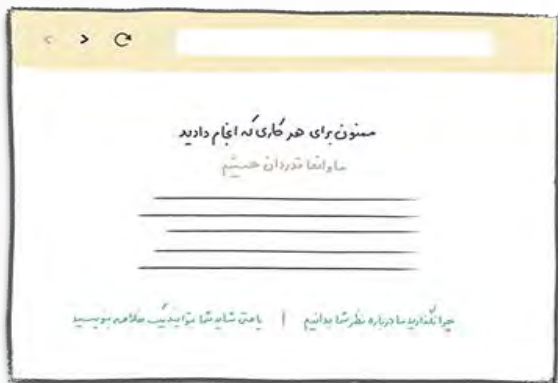 ممنون برای هر کاری که انجام دادید
ما واقعا قدردان هستیم
چرا نگذارید ما درباره نظر شما بدانیم | یا حتی شاید شما بتوانید یک خلاصه بنویسید